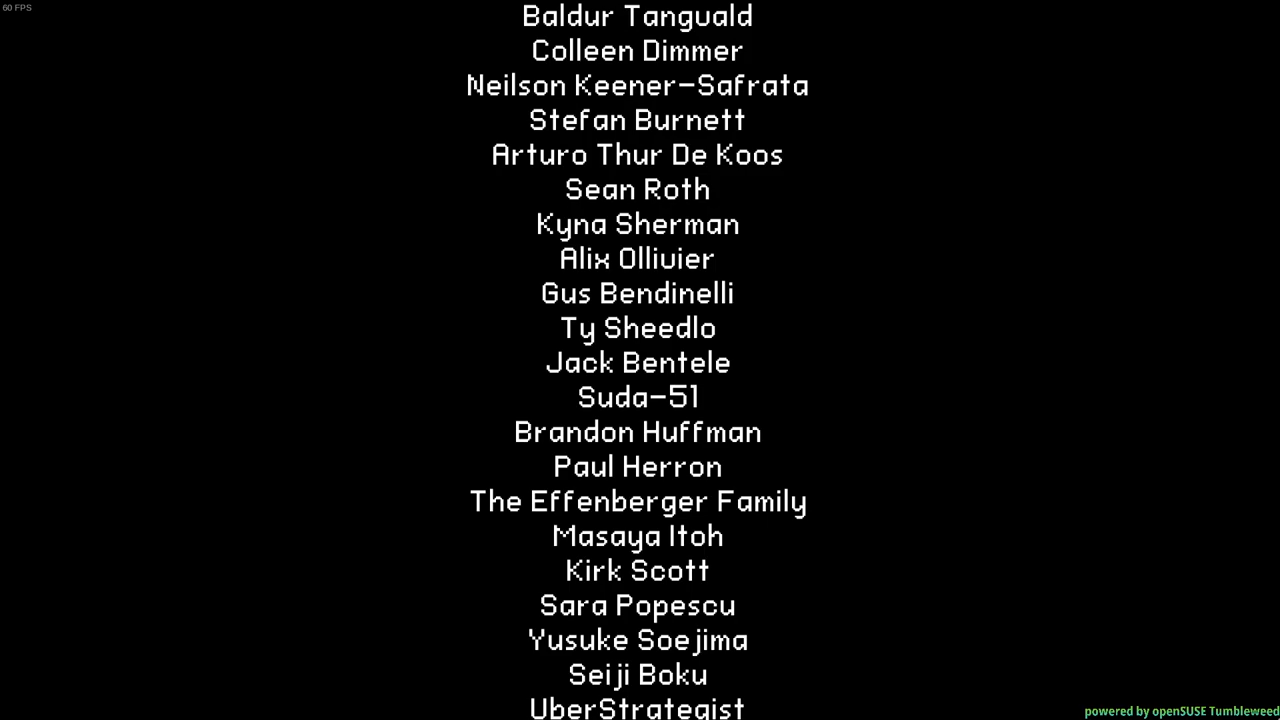 60 FPS
Baldur Tangvald
Colleen Dimmer
Neilson Keener-Safrata
Stefan Burnett
Arturo Thur De Koos
Sean Roth
Kyna Sherman
Alix Ollivier
Gus Bendinelli
Ty Sheedlo
Jack Bentele
Suda-51
Brandon Huffman
Paul Herron
The Effenberger Family
Masaya Itoh
Kirk Scott
Sara Popescu
Yusuke Soejima
Seiji Boku
UberStrategist
powered by openSUSE Tumbleweed